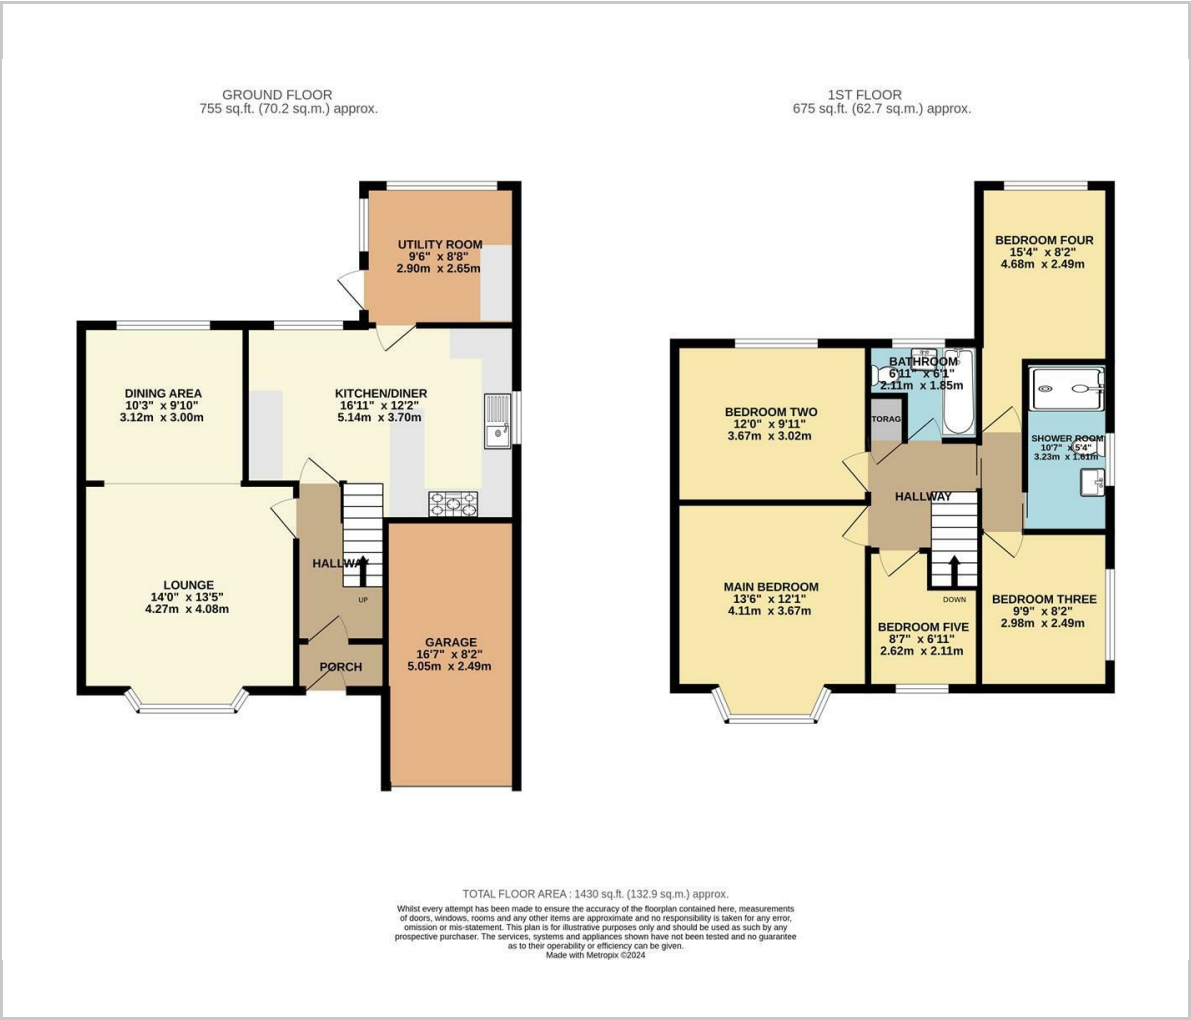 GROUND FLOOR
755 sq.ft. (70.2 sq.m.) approx.
1ST FLOOR
675 sq.ft. (62.7 sq.m.) approx.
UTILITY ROOM
9'6" x 8'8"
2.90m x 2.65m
DINING AREA
10'3" x 9'10"
3.12m x 3.00m
KITCHEN/DINER
16'11" x 12'2"
5.14m x 3.70m
LOUNGE
14'0" x 13'5"
4.27m x 4.08m
HALLWAY
UP
PORCH
GARAGE
16'7" x 8'2"
5.05m x 2.49m
BEDROOM FOUR
15'4" x 8'2"
4.68m x 2.49m
BATHROOM
6'11" x 6'1"
2.11m x 1.85m
BEDROOM TWO
12'0" x 9'11"
3.67m x 3.02m
TORAG
SHOWER ROOM
10'7" x 5'4"
3.23m x 1.61m
HALLWAY
MAIN BEDROOM
13'6" x 12'1"
4.11m x 3.67m
DOWN
BEDROOM FIVE
8'7" x 6'11"
2.62m x 2.11m
BEDROOM THREE
9'9" x 8'2"
2.98m x 2.49m
TOTAL FLOOR AREA : 1430 sq.ft. (132.9 sq.m.) approx.
Whilst every attempt has been made to ensure the accuracy of the floorplan contained here, measurements
of doors, windows, rooms and any other items are approximate and no responsibility is taken for any error,
omission or mis-statement. This plan is for illustrative purposes only and should be used as such by any
prospective purchaser. The services, systems and appliances shown have not been tested and no guarantee
as to their operability or efficiency can be given.
Made with Metropix ©2024